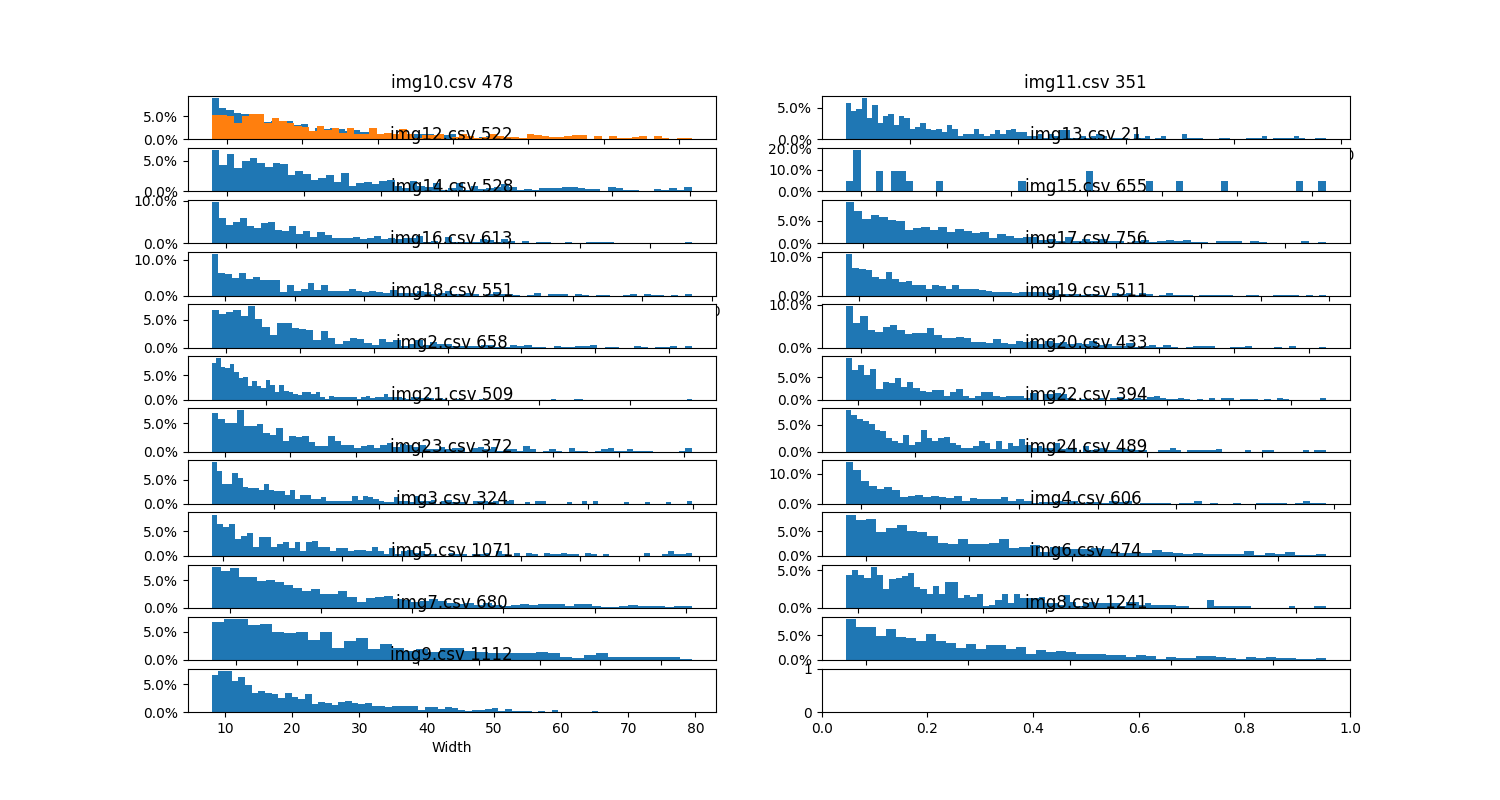 img10.csv 478
img11.csv 351
5.0%
0.0%
5.0%
0.0%
img12.csv 522
img13.csv 21
5.0%
0.0%
20.0%
10.0%
0.0%
img14.csv 528
img15.csv 655
10.0%
0.0%
5.0%
0.0%
img16.csv 613
img17.csv 756
10.0%
0.0%
10.0%
0.0%
img18.csv 551
img19.csv 511
5.0%
0.0%
10.0%
0.0%
img2.csv 658
img20.csv 433
5.0%
0.0%
5.0%
0.0%
img21.csv 509
img22.csv 394
5.0%
0.0%
5.0%
0.0%
img23.csv 372
img24.csv 489
5.0%
0.0%
10.0%
0.0%
img3.csv 324
img4.csv 606
5.0%
0.0%
5.0%
0.0%
img5.csv 1071
img6.csv 474
5.0%
0.0%
5.0%
0.0%
img7.csv 680
img8.csv 1241
5.0%
0.0%
5.0%
0.0%
img9.csv 1112
5.0%
0.0%
1
0
10 20 30 40 50 60 70 80
0.0 0.2 0.4 0.6 0.8 1.0
Width